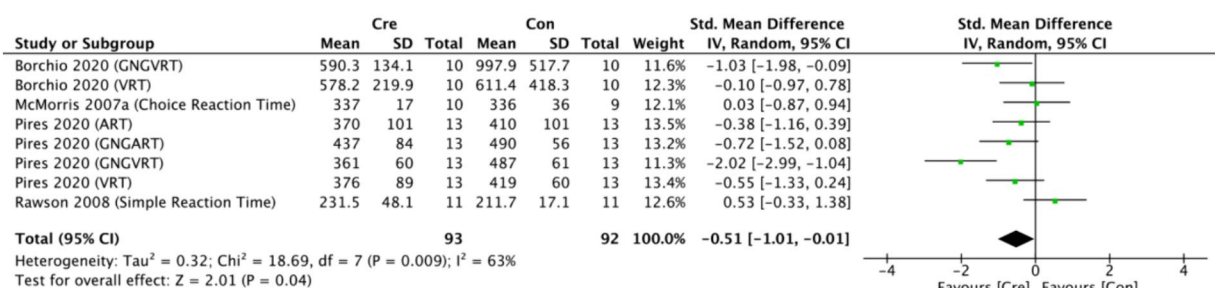 Cre Con Std. Mean Difference Std. Mean Difference
Study or Subgroup Mean SD Total Mean SD Total Weight IV, Random, 95% CI IV, Random, 95% CI
Borchio 2020 (GNGVRT) 590.3 134.1 10 997.9 517.7 10 11.6% −1.03 [−1.98, −0.09]
Borchio 2020 (VRT) 578.2 219.9 10 611.4 418.3 10 12.3% −0.10 [−0.97, 0.78]
McMorris 2007a (Choice Reaction Time) 337 17 10 336 36 9 12.1% 0.03 [−0.87, 0.94]
Pires 2020 (ART) 370 101 13 410 101 13 13.5% −0.38 [−1.16, 0.39]
Pires 2020 (GNGART) 437 84 13 490 56 13 13.2% −0.72 [−1.52, 0.08]
Pires 2020 (GNGVRT) 361 60 13 487 61 13 11.3% −2.02 [−2.99, −1.04]
Pires 2020 (VRT) 376 89 13 419 60 13 13.4% −0.55 [−1.33, 0.24]
Rawson 2008 (Simple Reaction Time) 231.5 48.1 11 211.7 17.1 11 12.6% 0.53 [−0.33, 1.38]
Total (95% CI) 93 92 100.0% −0.51 [−1.01, −0.01]
Heterogeneity: Tau² = 0.32; Chi² = 18.69, df = 7 (P = 0.009); I² = 63%
Test for overall effect: Z = 2.01 (P = 0.04)
−4 −2 0 2 4
Favours [Cre] Favours [Con]